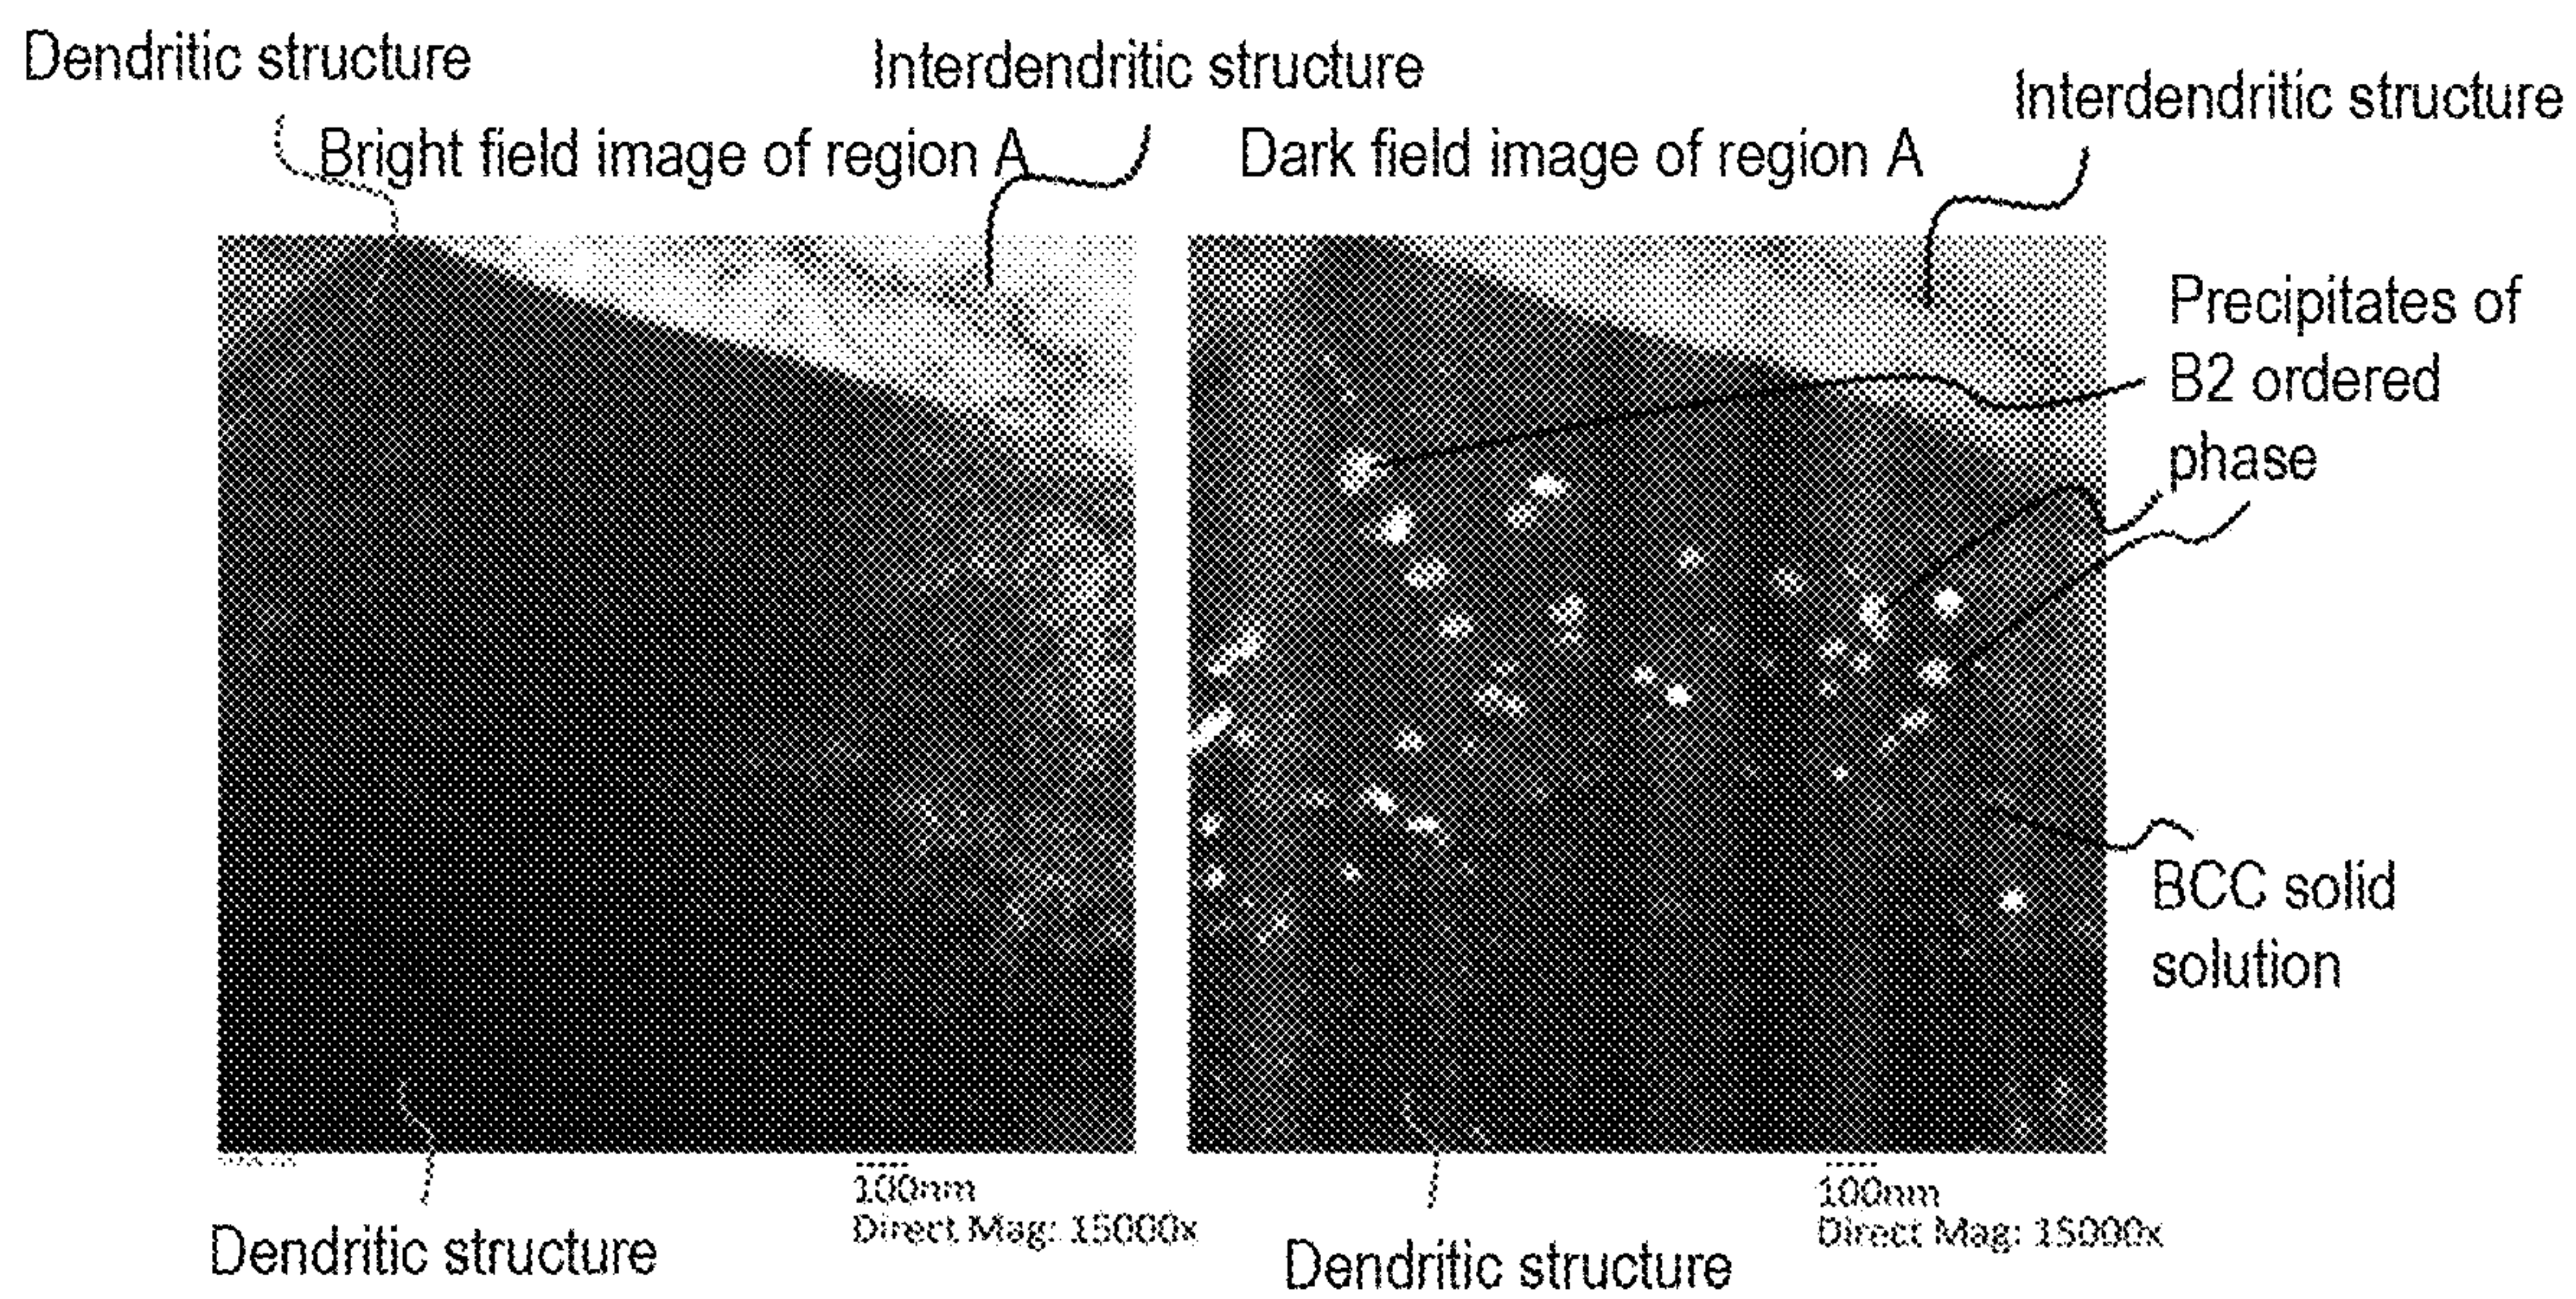 Dendritic structure
Interdendritic structure
Interdendritic structure
Bright field image of region A
Dark field image of region A
Precipitates of
B2 ordered
phase
BCC solid
solution
100nm
Direct Mag: 15000x
100nm
Direct Mag: 15000x
Dendritic structure
Dendritic structure